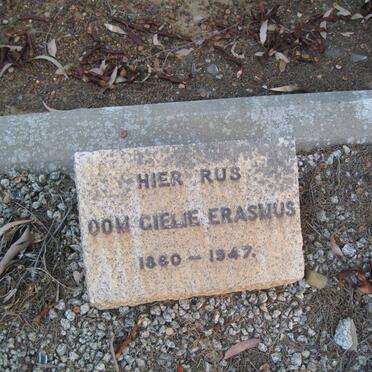 HIER RUS
OOM GIELIE ERASMUS
1860 — 1947.